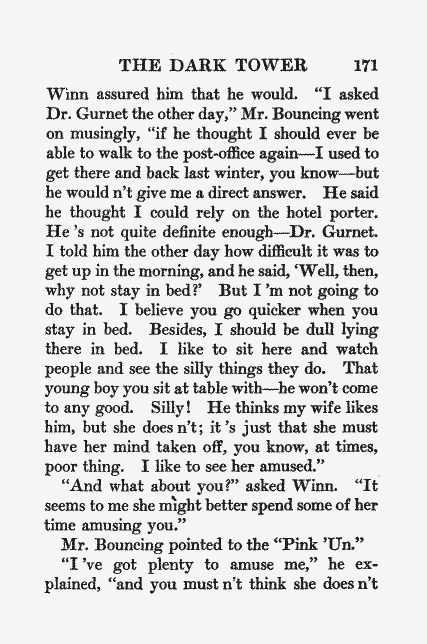 THE DARK TOWER 171
Winn assured him that he would. “I asked
Dr. Gurnet the other day,” Mr. Bouncing went
on musingly, “if he thought I should ever be
able to walk to the post-office again—I used to
get there and back last winter, you know—but
he would n’t give me a direct answer. He said
he thought I could rely on the hotel porter.
He ’s not quite definite enough—Dr. Gurnet.
I told him the other day how difficult it was to
get up in the morning, and he said, ‘Well, then,
why not stay in bed?’ But I ’m not going to
do that. I believe you go quicker when you
stay in bed. Besides, I should be dull lying
there in bed. I like to sit here and watch
people and see the silly things they do. That
young boy you sit at table with—he won’t come
to any good. Silly! He thinks my wife likes
him, but she does n’t; it ’s just that she must
have her mind taken off, you know, at times,
poor thing. I like to see her amused.”
“And what about you?” asked Winn. “It
seems to me she might better spend some of her
time amusing you.”
Mr. Bouncing pointed to the “Pink ’Un.”
“I ’ve got plenty to amuse me,” he ex-
plained, “and you must n’t think she does n’t